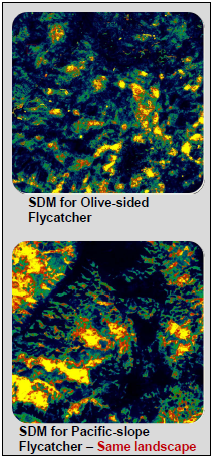 SDM for Olive-sided
Flycatcher
SDM for Pacific-slope
Flycatcher – Same landscape